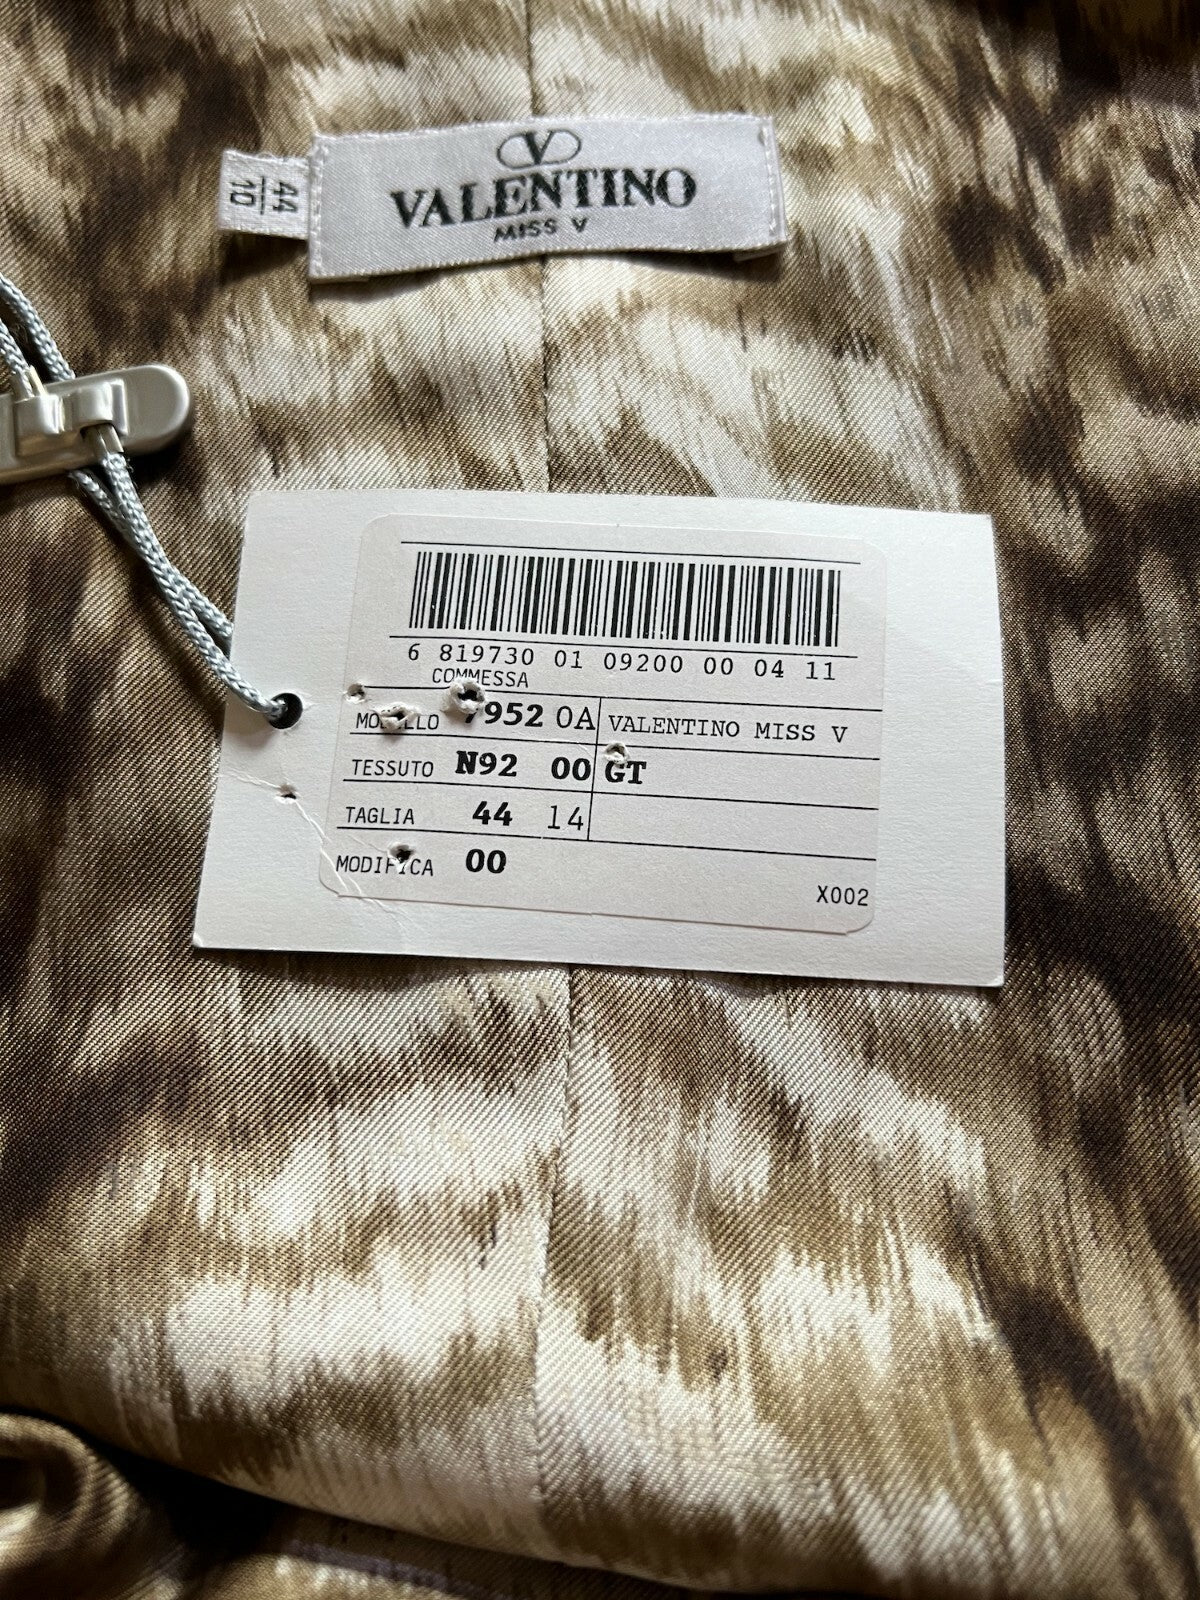 V
VALENTINO
MISS V
44
10
6 819730 01 09200 00 04 11
COMMESSA
7952 0A VALENTINO MISS V
TESSUTO N92 00 GT
TAGLIA 44 14
MODIFICA 00
X002